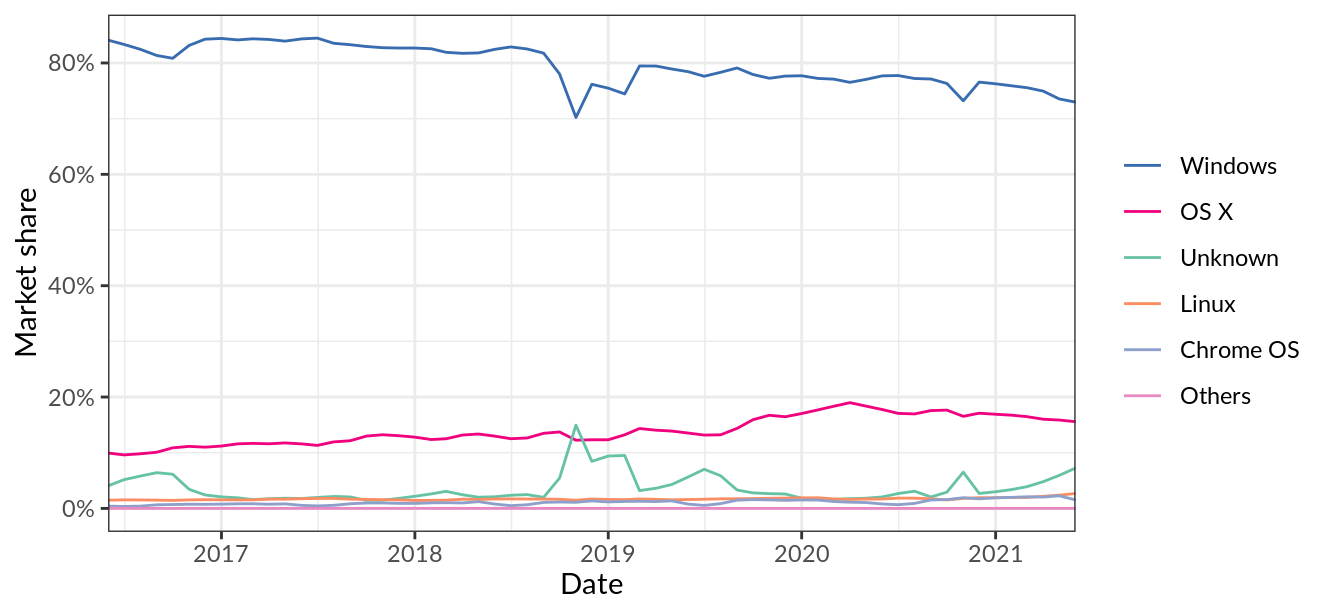 80%
60%
40%
20%
0%
Market share
2017 2018 2019 2020 2021
Date
Windows
OS X
Unknown
Linux
Chrome OS
Others